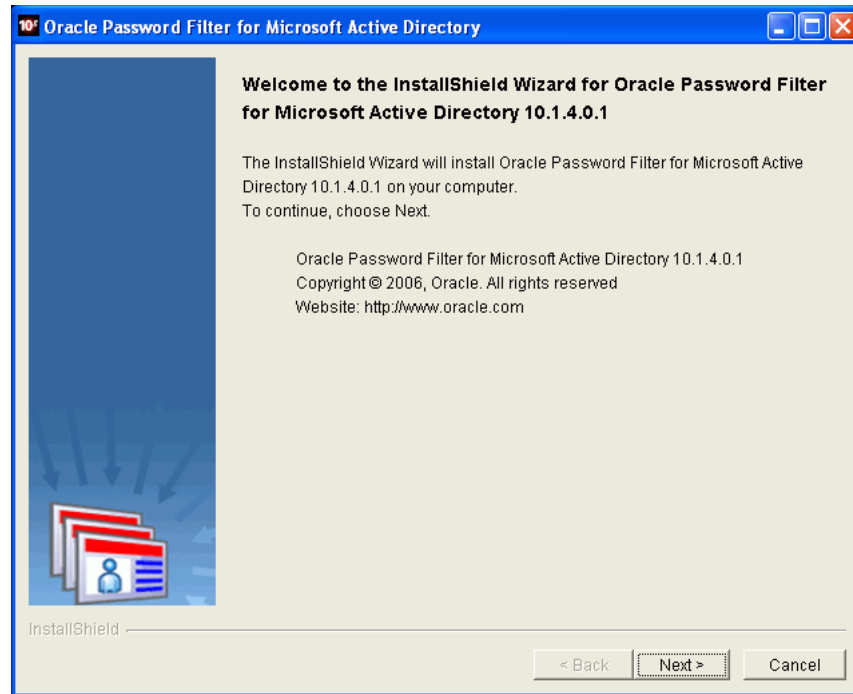 10g Oracle Password Filter for Microsoft Active Directory
Welcome to the InstallShield Wizard for Oracle Password Filter
for Microsoft Active Directory 10.1.4.0.1
The InstallShield Wizard will install Oracle Password Filter for Microsoft Active
Directory 10.1.4.0.1 on your computer.
To continue, choose Next.
Oracle Password Filter for Microsoft Active Directory 10.1.4.0.1
Copyright © 2006, Oracle. All rights reserved
Website: http://www.oracle.com
InstallShield
< Back
Next >
Cancel